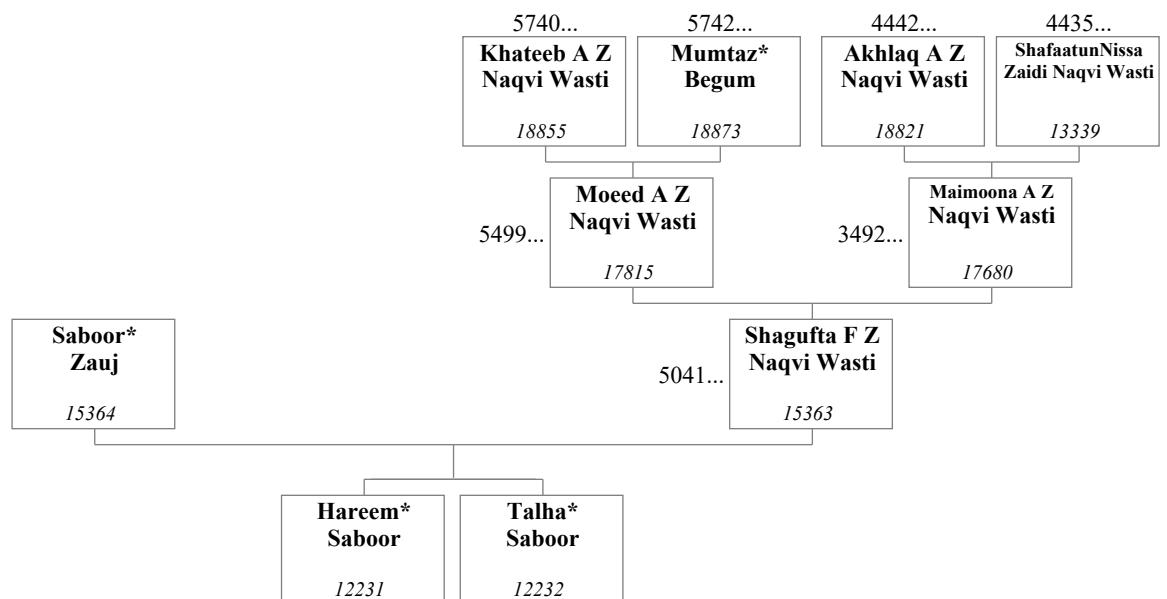 5740...
5742...
4442...
4435...
Khateeb A Z
Naqvi Wasti
18855
Mumtaz*
Begum
18873
Akhlaq A Z
Naqvi Wasti
18821
ShafaatunNissa
Zaidi Naqvi Wasti
13339
5499...
Moeed A Z
Naqvi Wasti
17815
3492...
Maimoona A Z
Naqvi Wasti
17680
Saboor*
Zauj
15364
5041...
Shagufta F Z
Naqvi Wasti
15363
Hareem*
Saboor
12231
Talha*
Saboor
12232